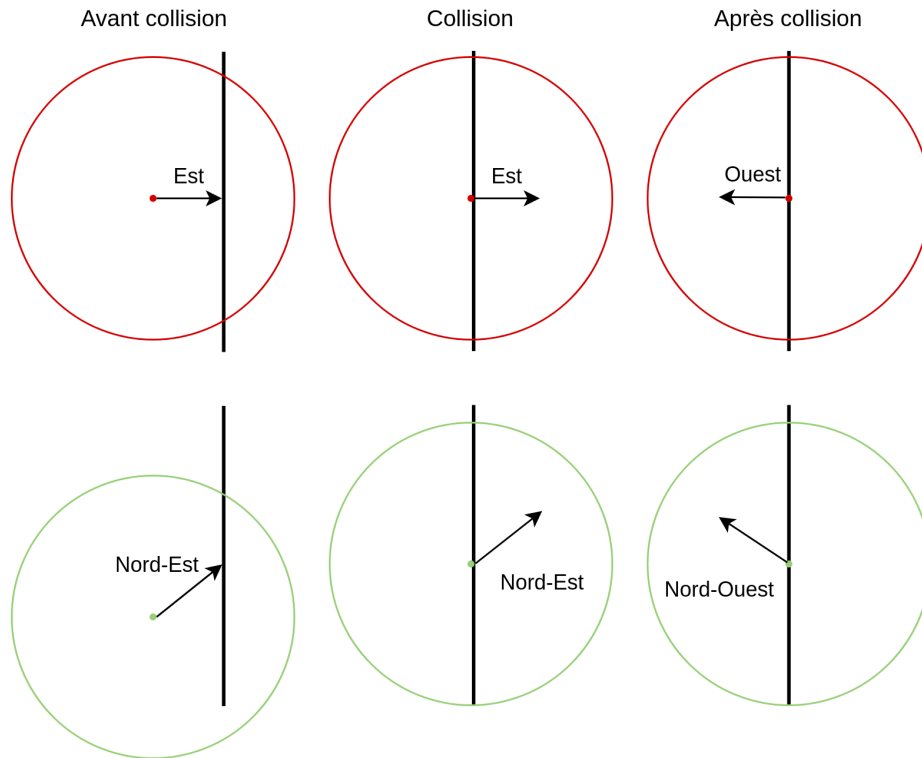 Avant collision
Collision
Après collision
Est
Est
Ouest
Nord-Est
Nord-Est
Nord-Ouest